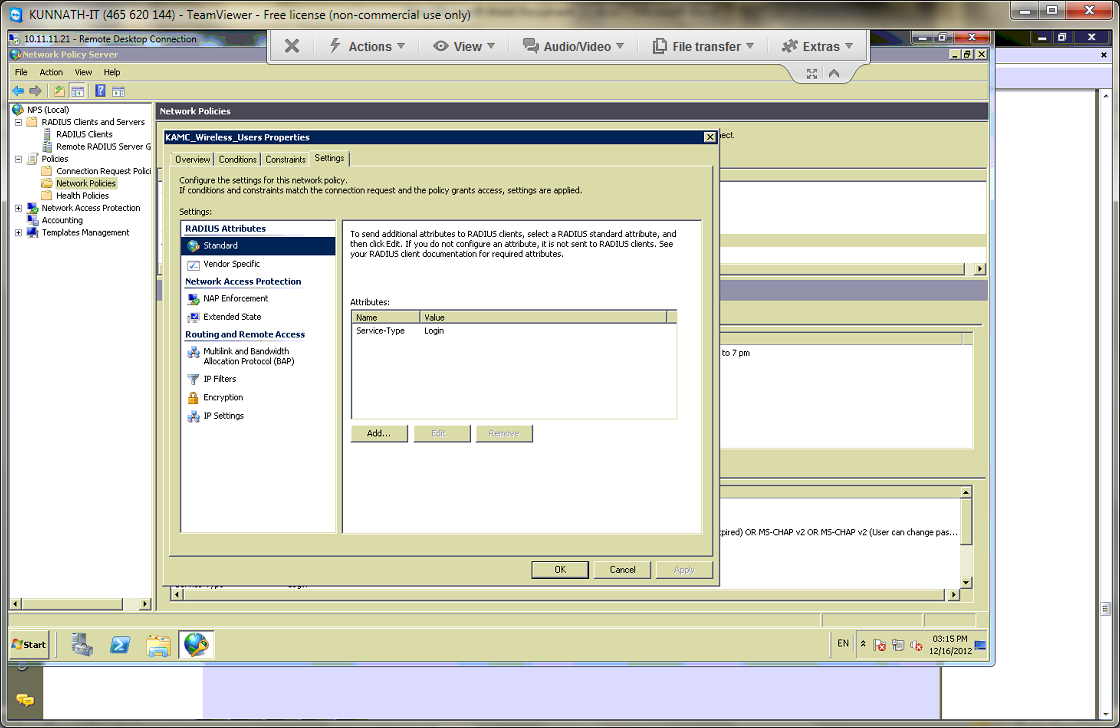 KUNNATH-IT (465 620 144) - TeamViewer - Free license (non-commercial use only)
10.11.11.21 - Remote Desktop Connection
Actions
View
Audio/Video
File transfer
Extras
Network Policy Server
File Action View Help
NPS (Local)
RADIUS Clients and Servers
RADIUS Clients
Remote RADIUS Server G
Policies
Connection Request Polici
Network Policies
Health Policies
Network Access Protection
Accounting
Templates Management
Network Policies
KAMC_Wireless_Users Properties
Overview Conditions Constraints Settings
Configure the settings for this network policy.
If conditions and constraints match the connection request and the policy grants access, settings are applied.
Settings:
RADIUS Attributes
Standard
Vendor Specific
Network Access Protection
NAP Enforcement
Extended State
Routing and Remote Access
Multilink and Bandwidth
Allocation Protocol (BAP)
IP Filters
Encryption
IP Settings
To send additional attributes to RADIUS clients, select a RADIUS standard attribute, and
then click Edit. If you do not configure an attribute, it is not sent to RADIUS clients. See
your RADIUS client documentation for required attributes.
Attributes:
Name Value
Service-Type Login
Add... Edit... Remove
OK Cancel Apply
to 7 pm
OR MS-CHAP v2 OR MS-CHAP v2 (User can change pas...
Start
EN
03:15 PM
12/16/2012